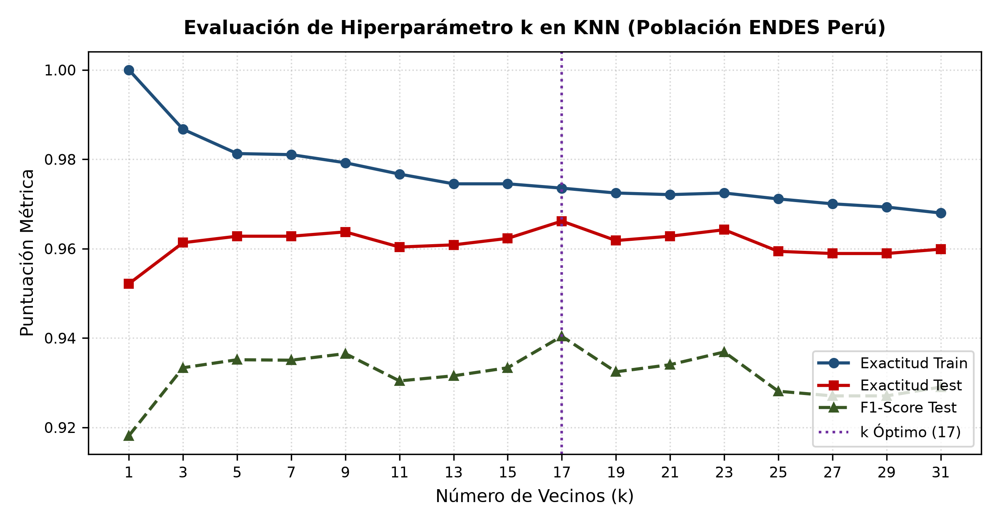 Evaluación de Hiperparámetro k en KNN (Población ENDES Perú)
Puntuación Métrica
1.00
0.98
0.96
0.94
0.92
Exactitud Train
Exactitud Test
F1-Score Test
k Óptimo (17)
1 3 5 7 9 11 13 15 17 19 21 23 25 27 29 31
Número de Vecinos (k)